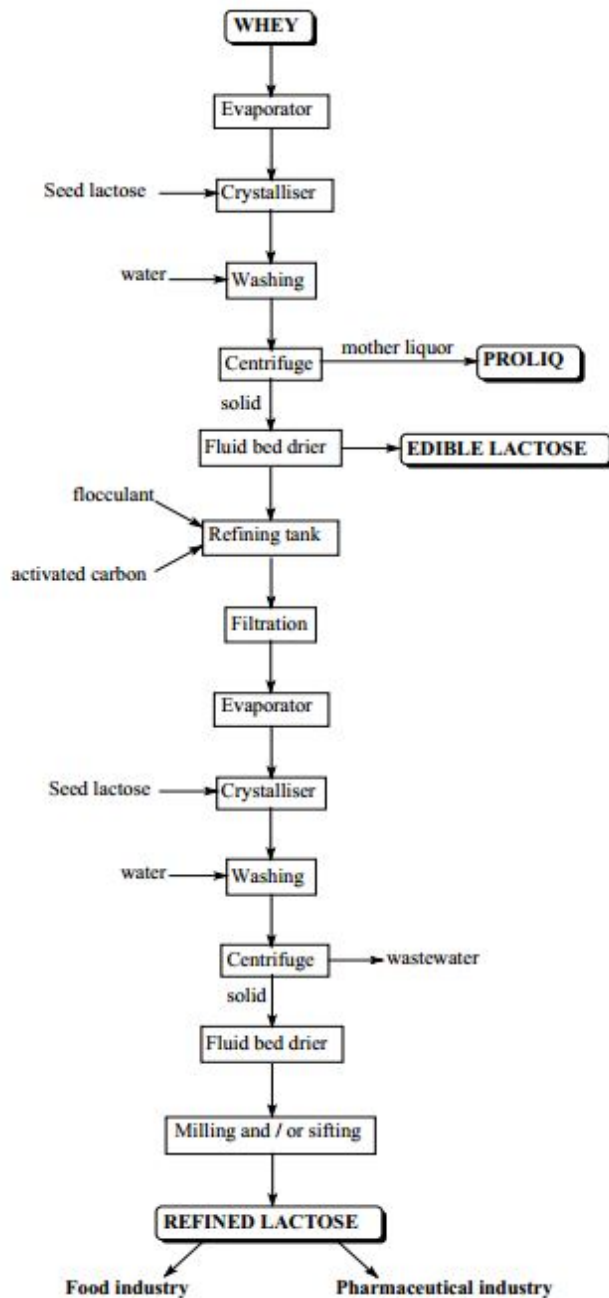 WHEY
Evaporator
Seed lactose
Crystalliser
water
Washing
mother liquor
Centrifuge
PROLIQ
solid
Fluid bed drier
EDIBLE LACTOSE
flocculant
Refining tank
activated carbon
Filtration
Evaporator
Seed lactose
Crystalliser
water
Washing
Centrifuge
wastewater
solid
Fluid bed drier
Milling and / or sifting
REFINED LACTOSE
Food industry
Pharmaceutical industry